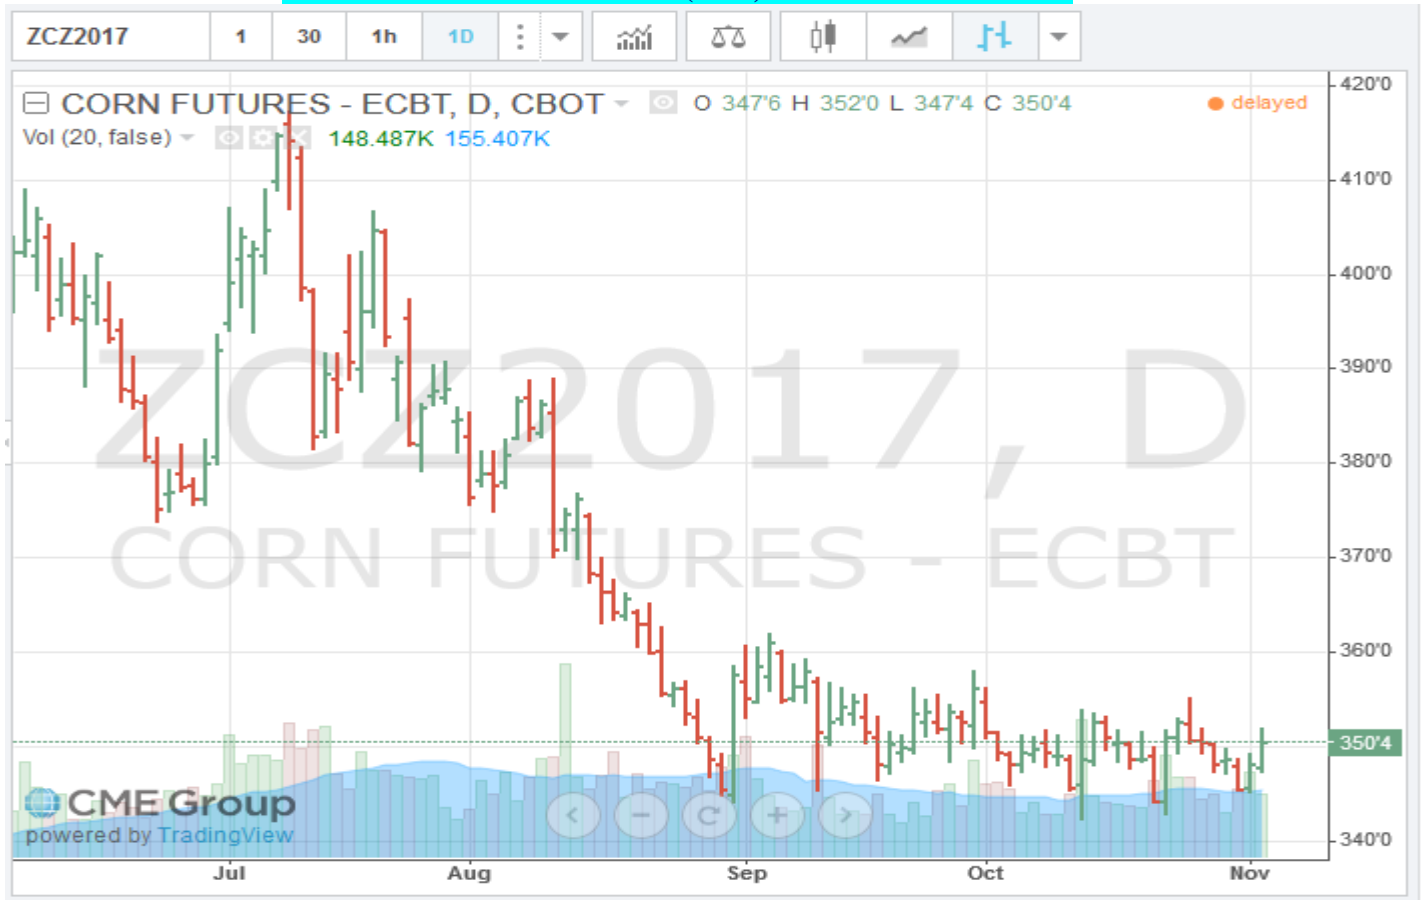 ZCZ2017 1 30 1h 1D
CORN FUTURES - ECBT, D, CBOT O 347'6 H 352'0 L 347'4 C 350'4 delayed
Vol (20, false) 148.487K 155.407K
420'0
410'0
400'0
390'0
380'0
370'0
360'0
350'4
340'0
ZCZ2017, D
CORN FUTURES - ECBT
CME Group
powered by TradingView
Jul Aug Sep Oct Nov